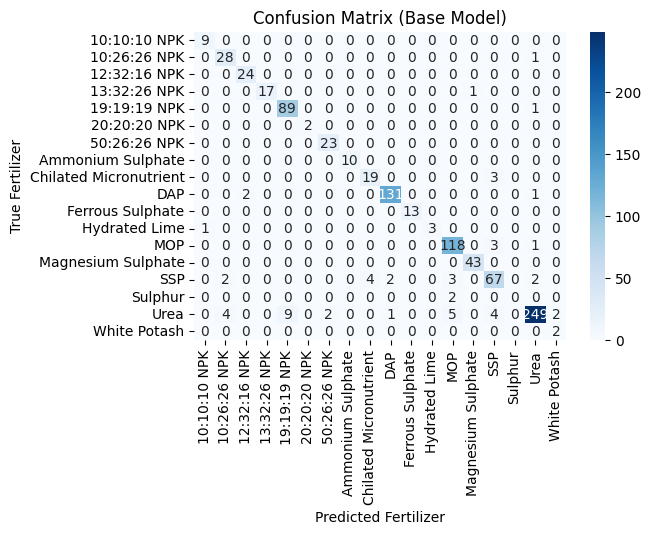 Confusion Matrix (Base Model)
True Fertilizer
10:10:10 NPK 9 0 0 0 0 0 0 0 0 0 0 0 0 0 0 0 0 0
10:26:26 NPK 0 28 0 0 0 0 0 0 0 0 0 0 0 0 0 0 1 0
12:32:16 NPK 0 0 24 0 0 0 0 0 0 0 0 0 0 0 0 0 0 0
13:32:26 NPK 0 0 0 17 0 0 0 0 0 0 0 0 0 1 0 0 0 0
19:19:19 NPK 0 0 0 0 89 0 0 0 0 0 0 0 0 0 0 0 1 0
20:20:20 NPK 0 0 0 0 0 2 0 0 0 0 0 0 0 0 0 0 0 0
50:26:26 NPK 0 0 0 0 0 0 23 0 0 0 0 0 0 0 0 0 0 0
Ammonium Sulphate 0 0 0 0 0 0 0 10 0 0 0 0 0 0 0 0 0 0
Chilated Micronutrient 0 0 0 0 0 0 0 0 19 0 0 0 0 0 3 0 0 0
DAP 0 0 2 0 0 0 0 0 0 131 0 0 0 0 0 0 1 0
Ferrous Sulphate 0 0 0 0 0 0 0 0 0 0 13 0 0 0 0 0 0 0
Hydrated Lime 1 0 0 0 0 0 0 0 0 0 0 3 0 0 0 0 0 0
MOP 0 0 0 0 0 0 0 0 0 0 0 0 118 0 3 0 1 0
Magnesium Sulphate 0 0 0 0 0 0 0 0 0 0 0 0 0 43 0 0 0 0
SSP 0 2 0 0 0 0 0 0 4 2 0 0 3 0 67 0 2 0
Sulphur 0 0 0 0 0 0 0 0 0 0 0 0 2 0 0 0 0 0
Urea 0 4 0 0 9 0 2 0 0 1 0 0 5 0 4 0 249 2
White Potash 0 0 0 0 0 0 0 0 0 0 0 0 0 0 0 0 0 2
10:10:10 NPK
10:26:26 NPK
12:32:16 NPK
13:32:26 NPK
19:19:19 NPK
20:20:20 NPK
50:26:26 NPK
Ammonium Sulphate
Chilated Micronutrient
DAP
Ferrous Sulphate
Hydrated Lime
MOP
Magnesium Sulphate
SSP
Sulphur
Urea
White Potash
Predicted Fertilizer
200
150
100
50
0